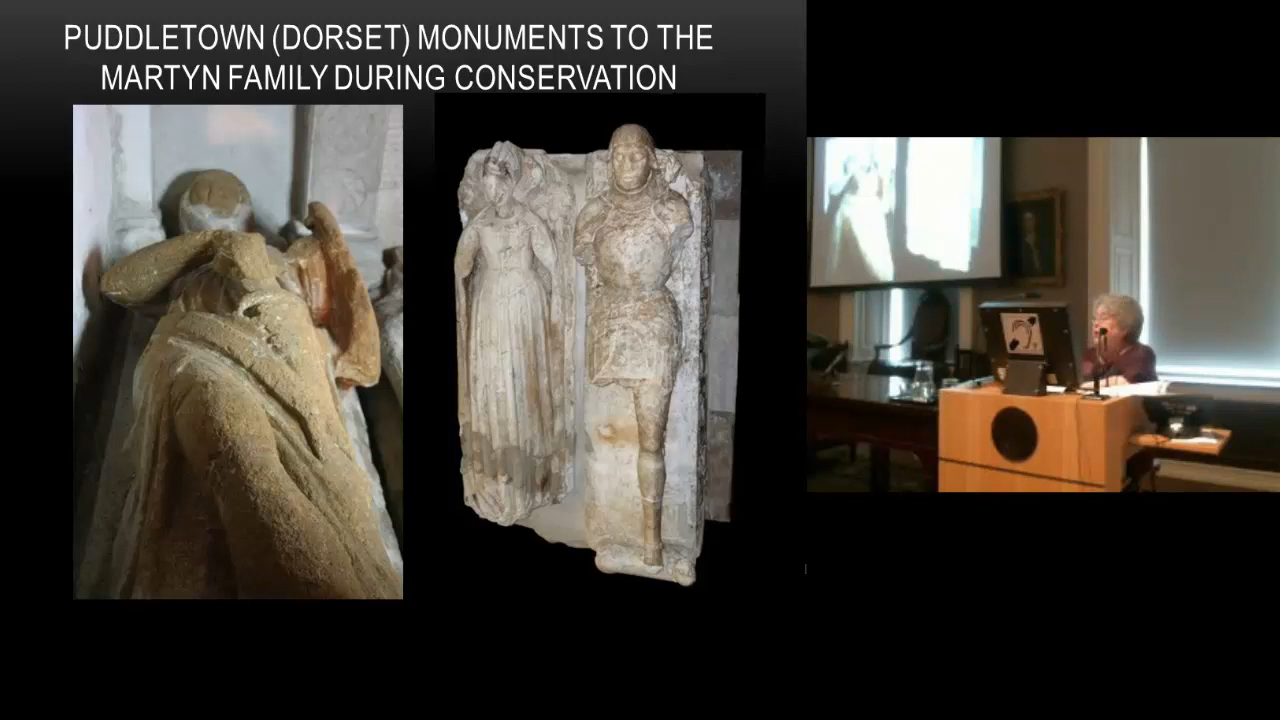 PUDDLETOWN (DORSET) MONUMENTS TO THE
MARTYN FAMILY DURING CONSERVATION